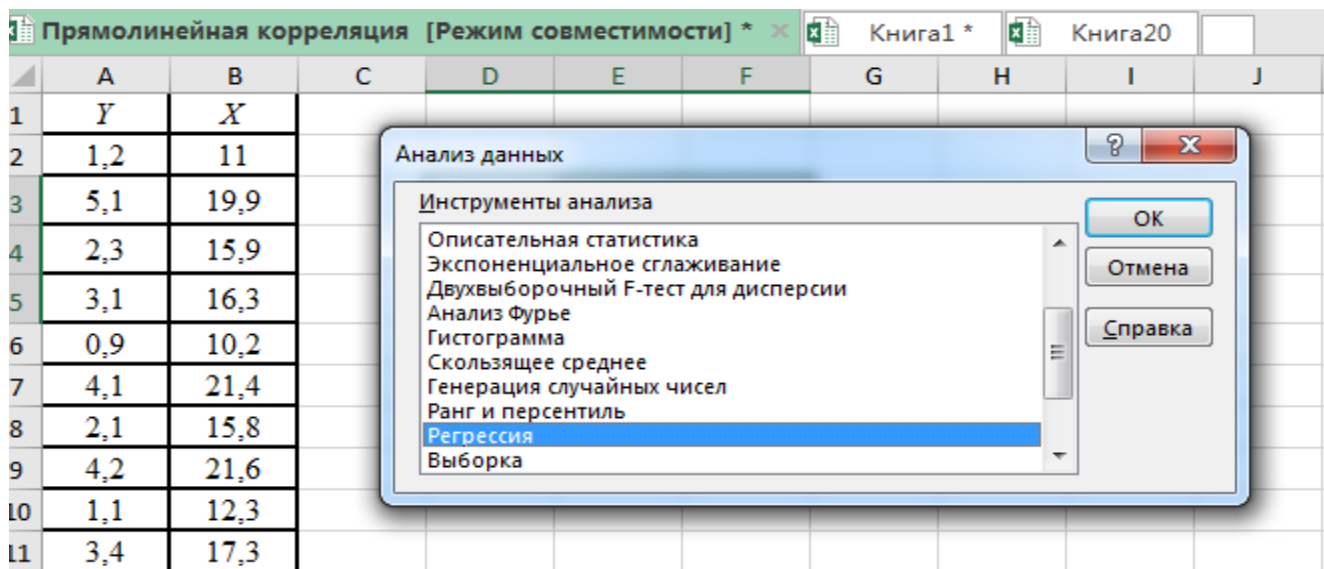 Прямолинейная корреляция [Режим совместимости] * Книга1 * Книга20
A B C D E F G H I J
1 Y X
2 1,2 11
Анализ данных
3 5,1 19,9
Инструменты анализа
ОК
4 2,3 15,9
Описательная статистика
Экспоненциальное сглаживание
Отмена
Двухвыборочный F-тест для дисперсии
5 3,1 16,3
Анализ Фурье
Справка
6 0,9 10,2
Гистограмма
Скользящее среднее
7 4,1 21,4
Генерация случайных чисел
Ранг и персентиль
8 2,1 15,8
Регрессия
9 4,2 21,6
Выборка
10 1,1 12,3
11 3,4 17,3